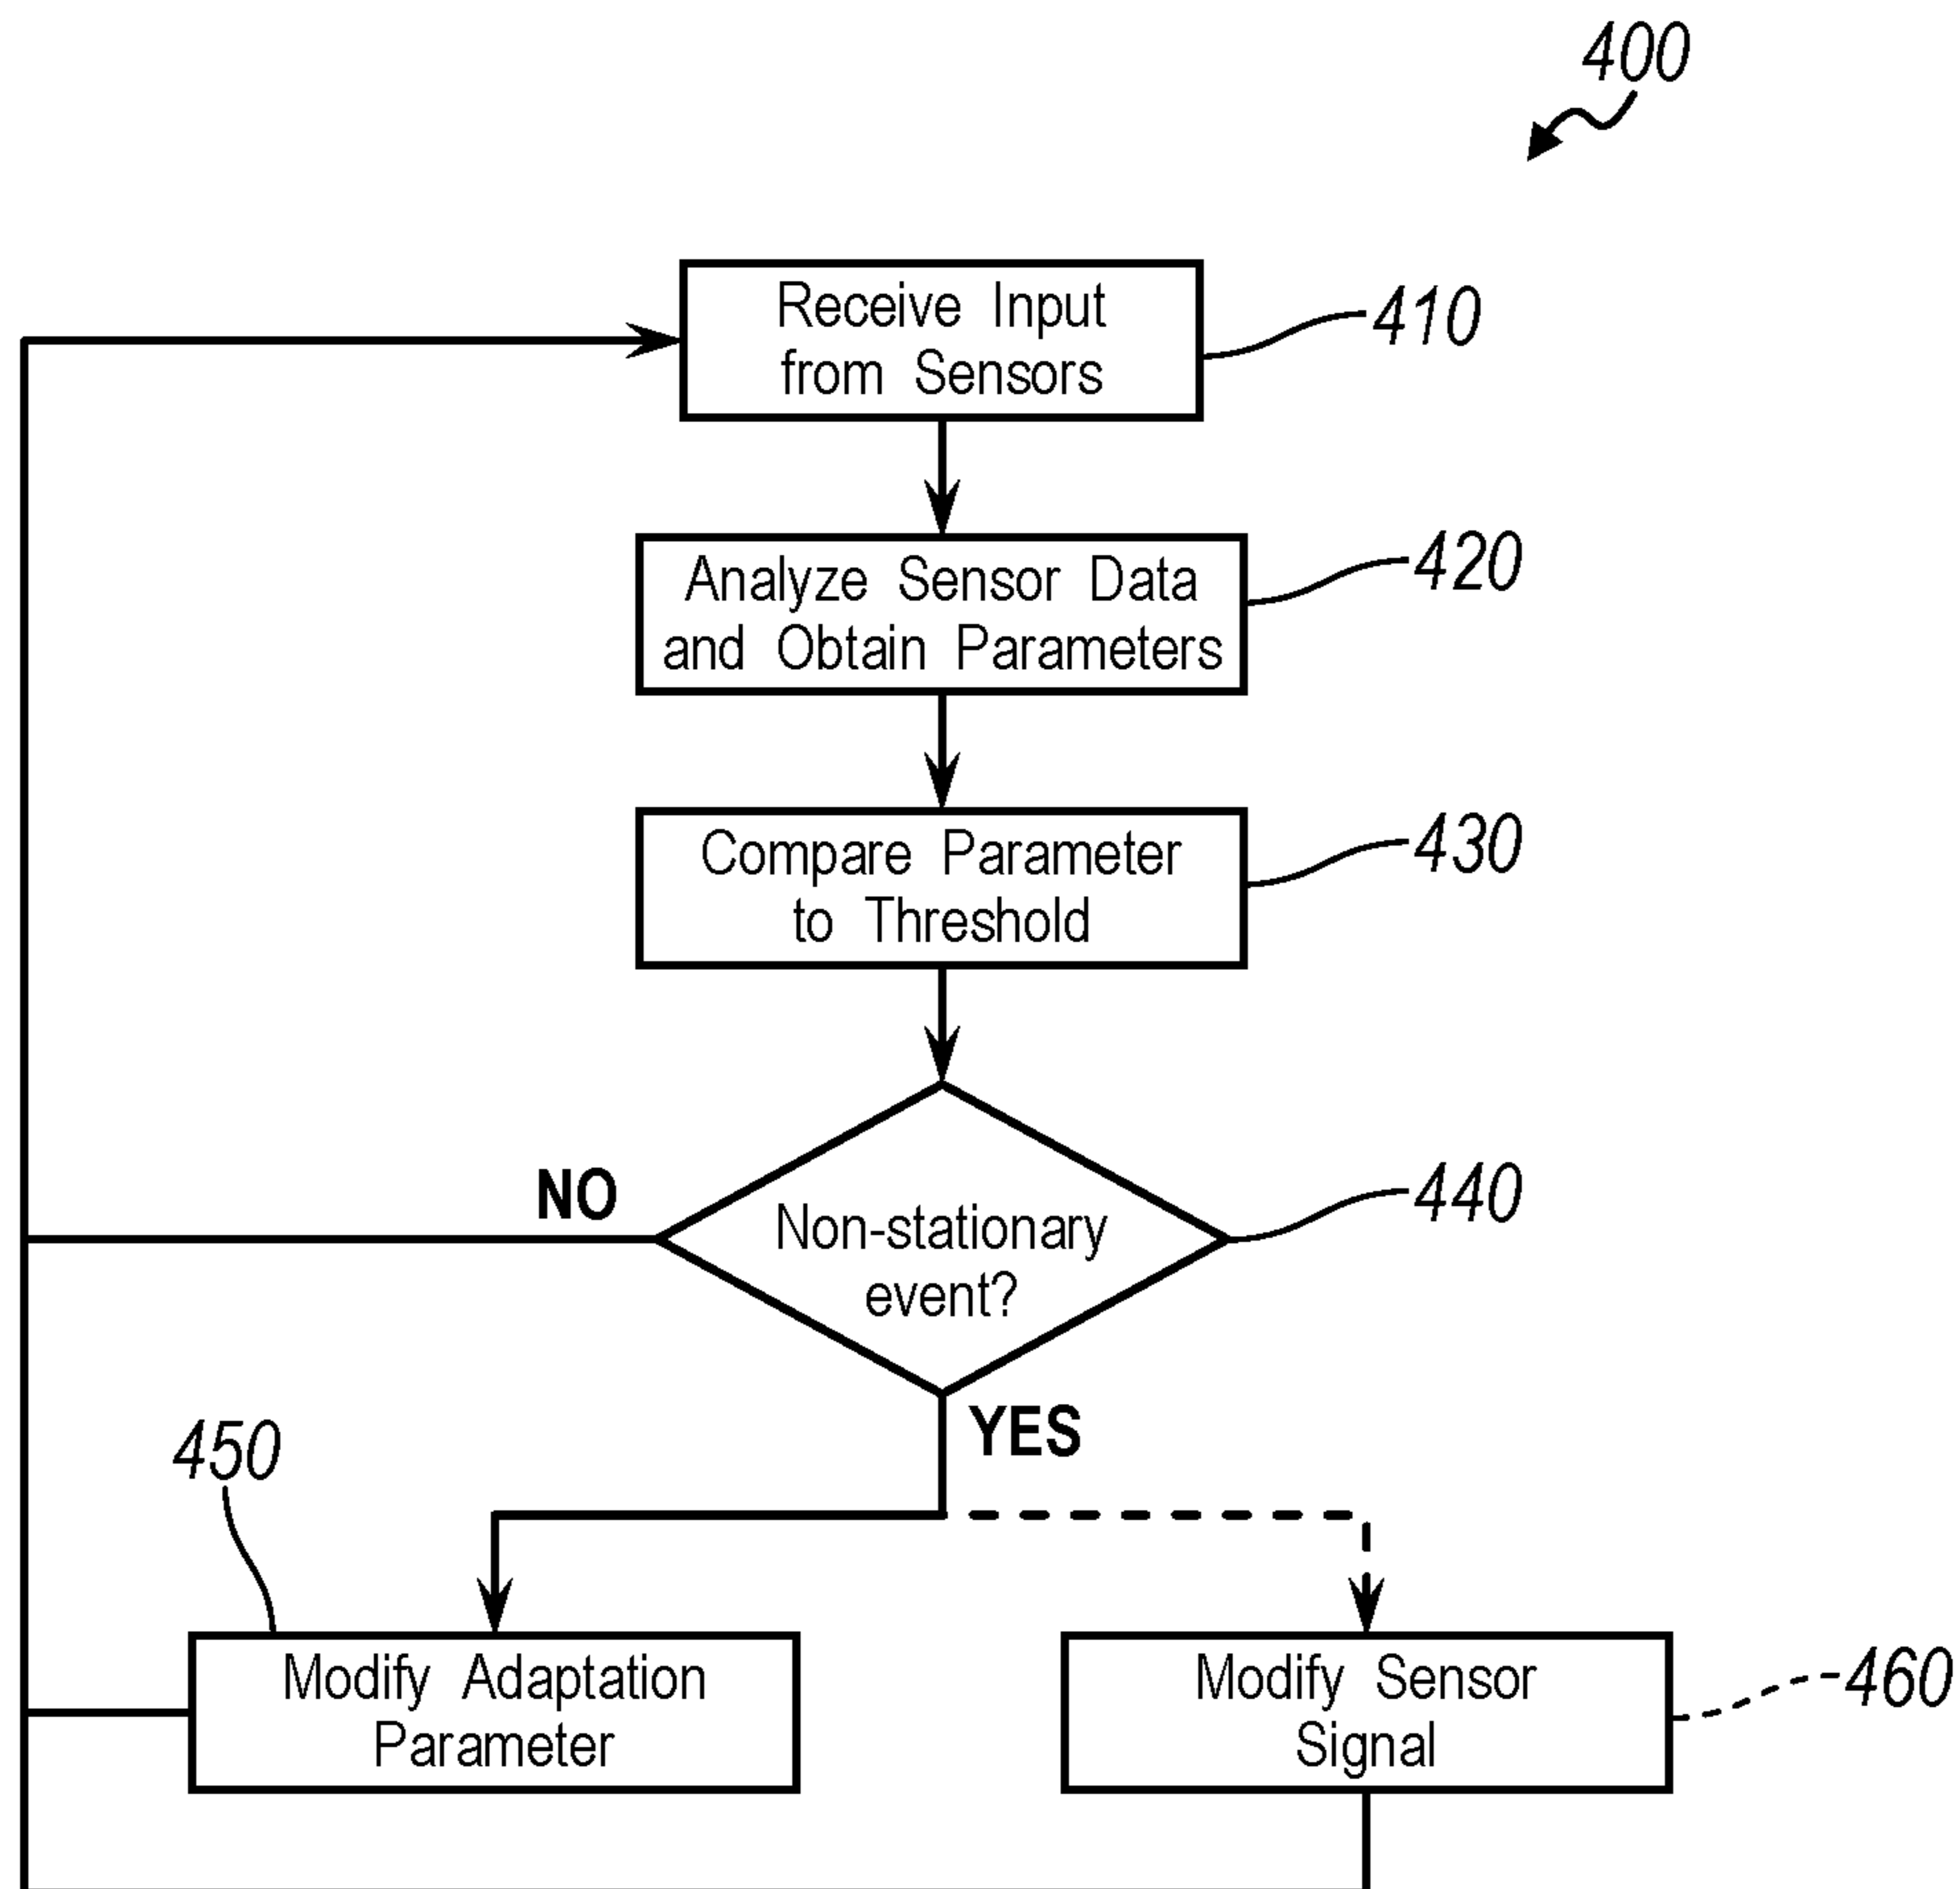 400
Receive Input
from Sensors
410
Analyze Sensor Data
and Obtain Parameters
420
Compare Parameter
to Threshold
430
NO
Non-stationary
event?
440
YES
450
Modify Adaptation
Parameter
Modify Sensor
Signal
460